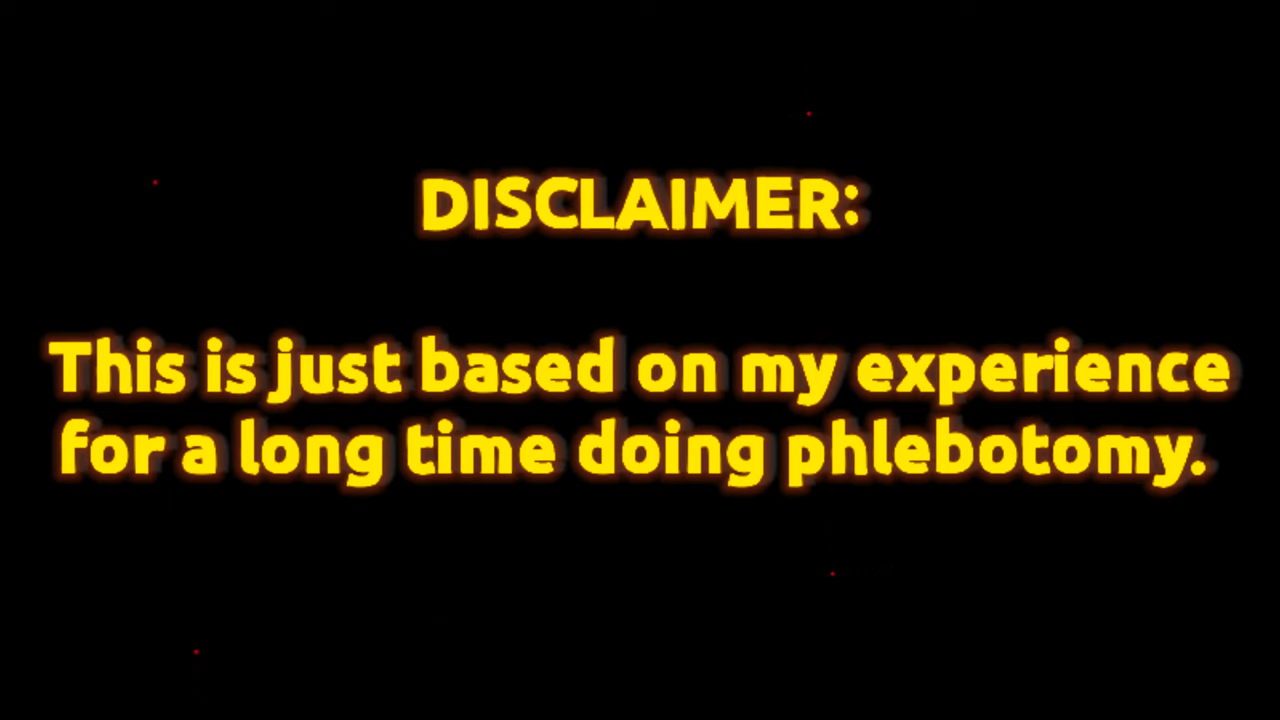 DISCLAIMER:
This is just based on my experience
for a long time doing phlebotomy.